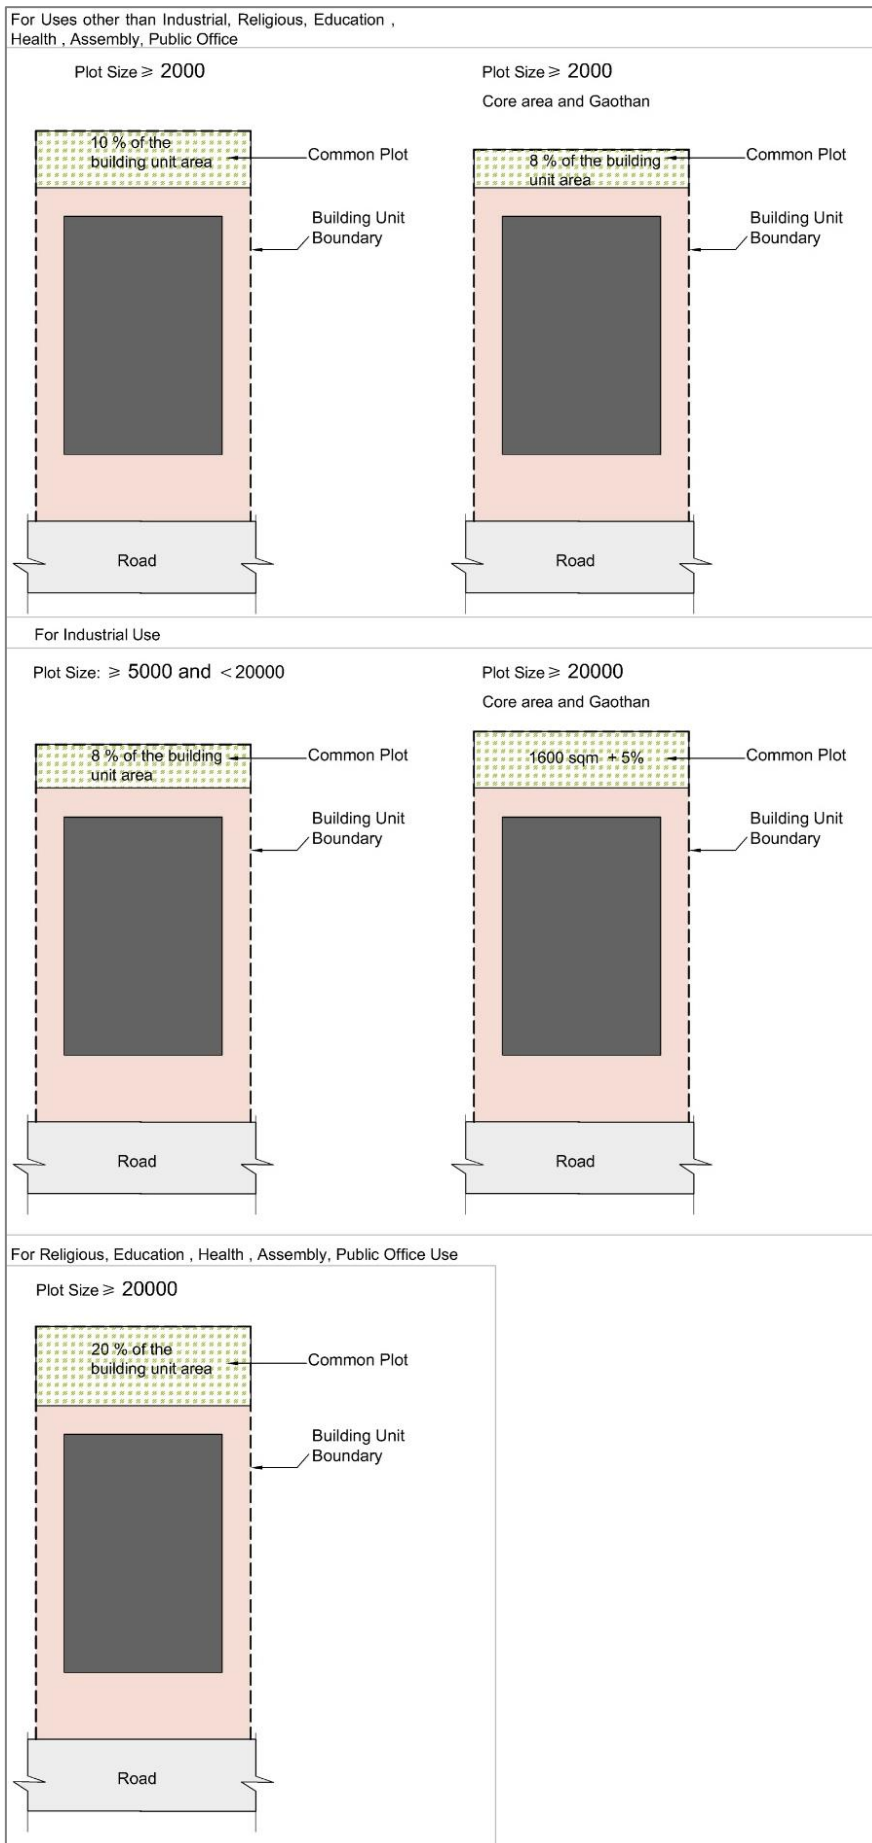 For Uses other than Industrial, Religious, Education ,
Health , Assembly, Public Office
Plot Size ≥ 2000
10 % of the
building unit area
Common Plot
Building Unit
Boundary
Road
Plot Size ≥ 2000
Core area and Gaothan
8 % of the building
unit area
Common Plot
Building Unit
Boundary
Road
For Industrial Use
Plot Size: ≥ 5000 and < 20000
8 % of the building
unit area
Common Plot
Building Unit
Boundary
Road
Plot Size ≥ 20000
Core area and Gaothan
1600 sqm + 5%
Common Plot
Building Unit
Boundary
Road
For Religious, Education , Health , Assembly, Public Office Use
Plot Size ≥ 20000
20 % of the
building unit area
Common Plot
Building Unit
Boundary
Road